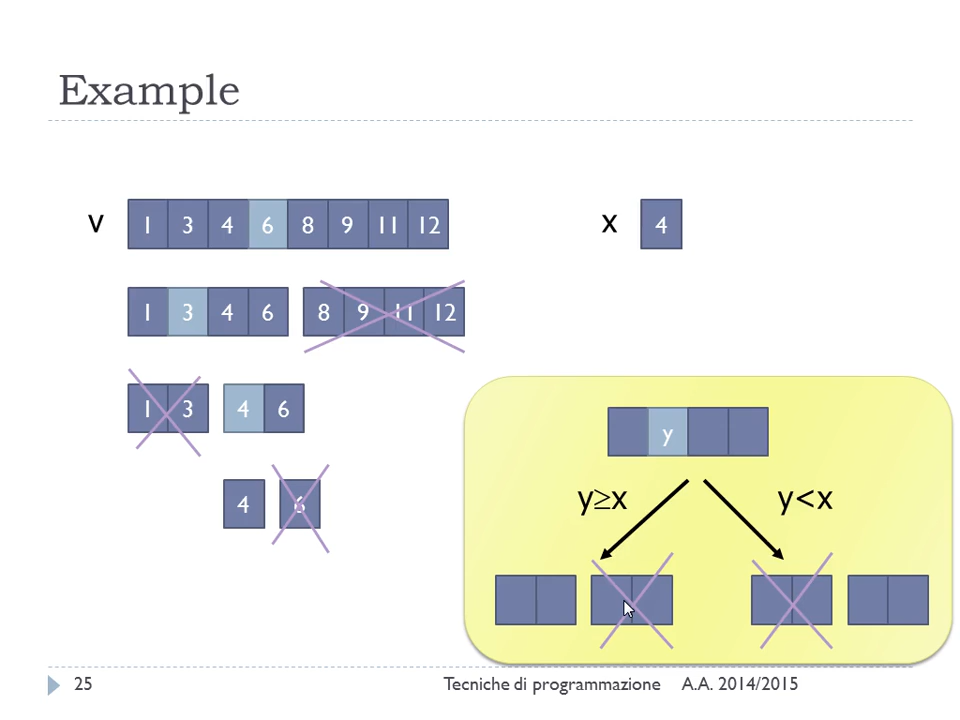 Example
v 1 3 4 6 8 9 11 12 x 4
1 3 4 6 8 9 11 12
1 3 4 6
y
4 6
y≥x y<x
25 Tecniche di programmazione A.A. 2014/2015